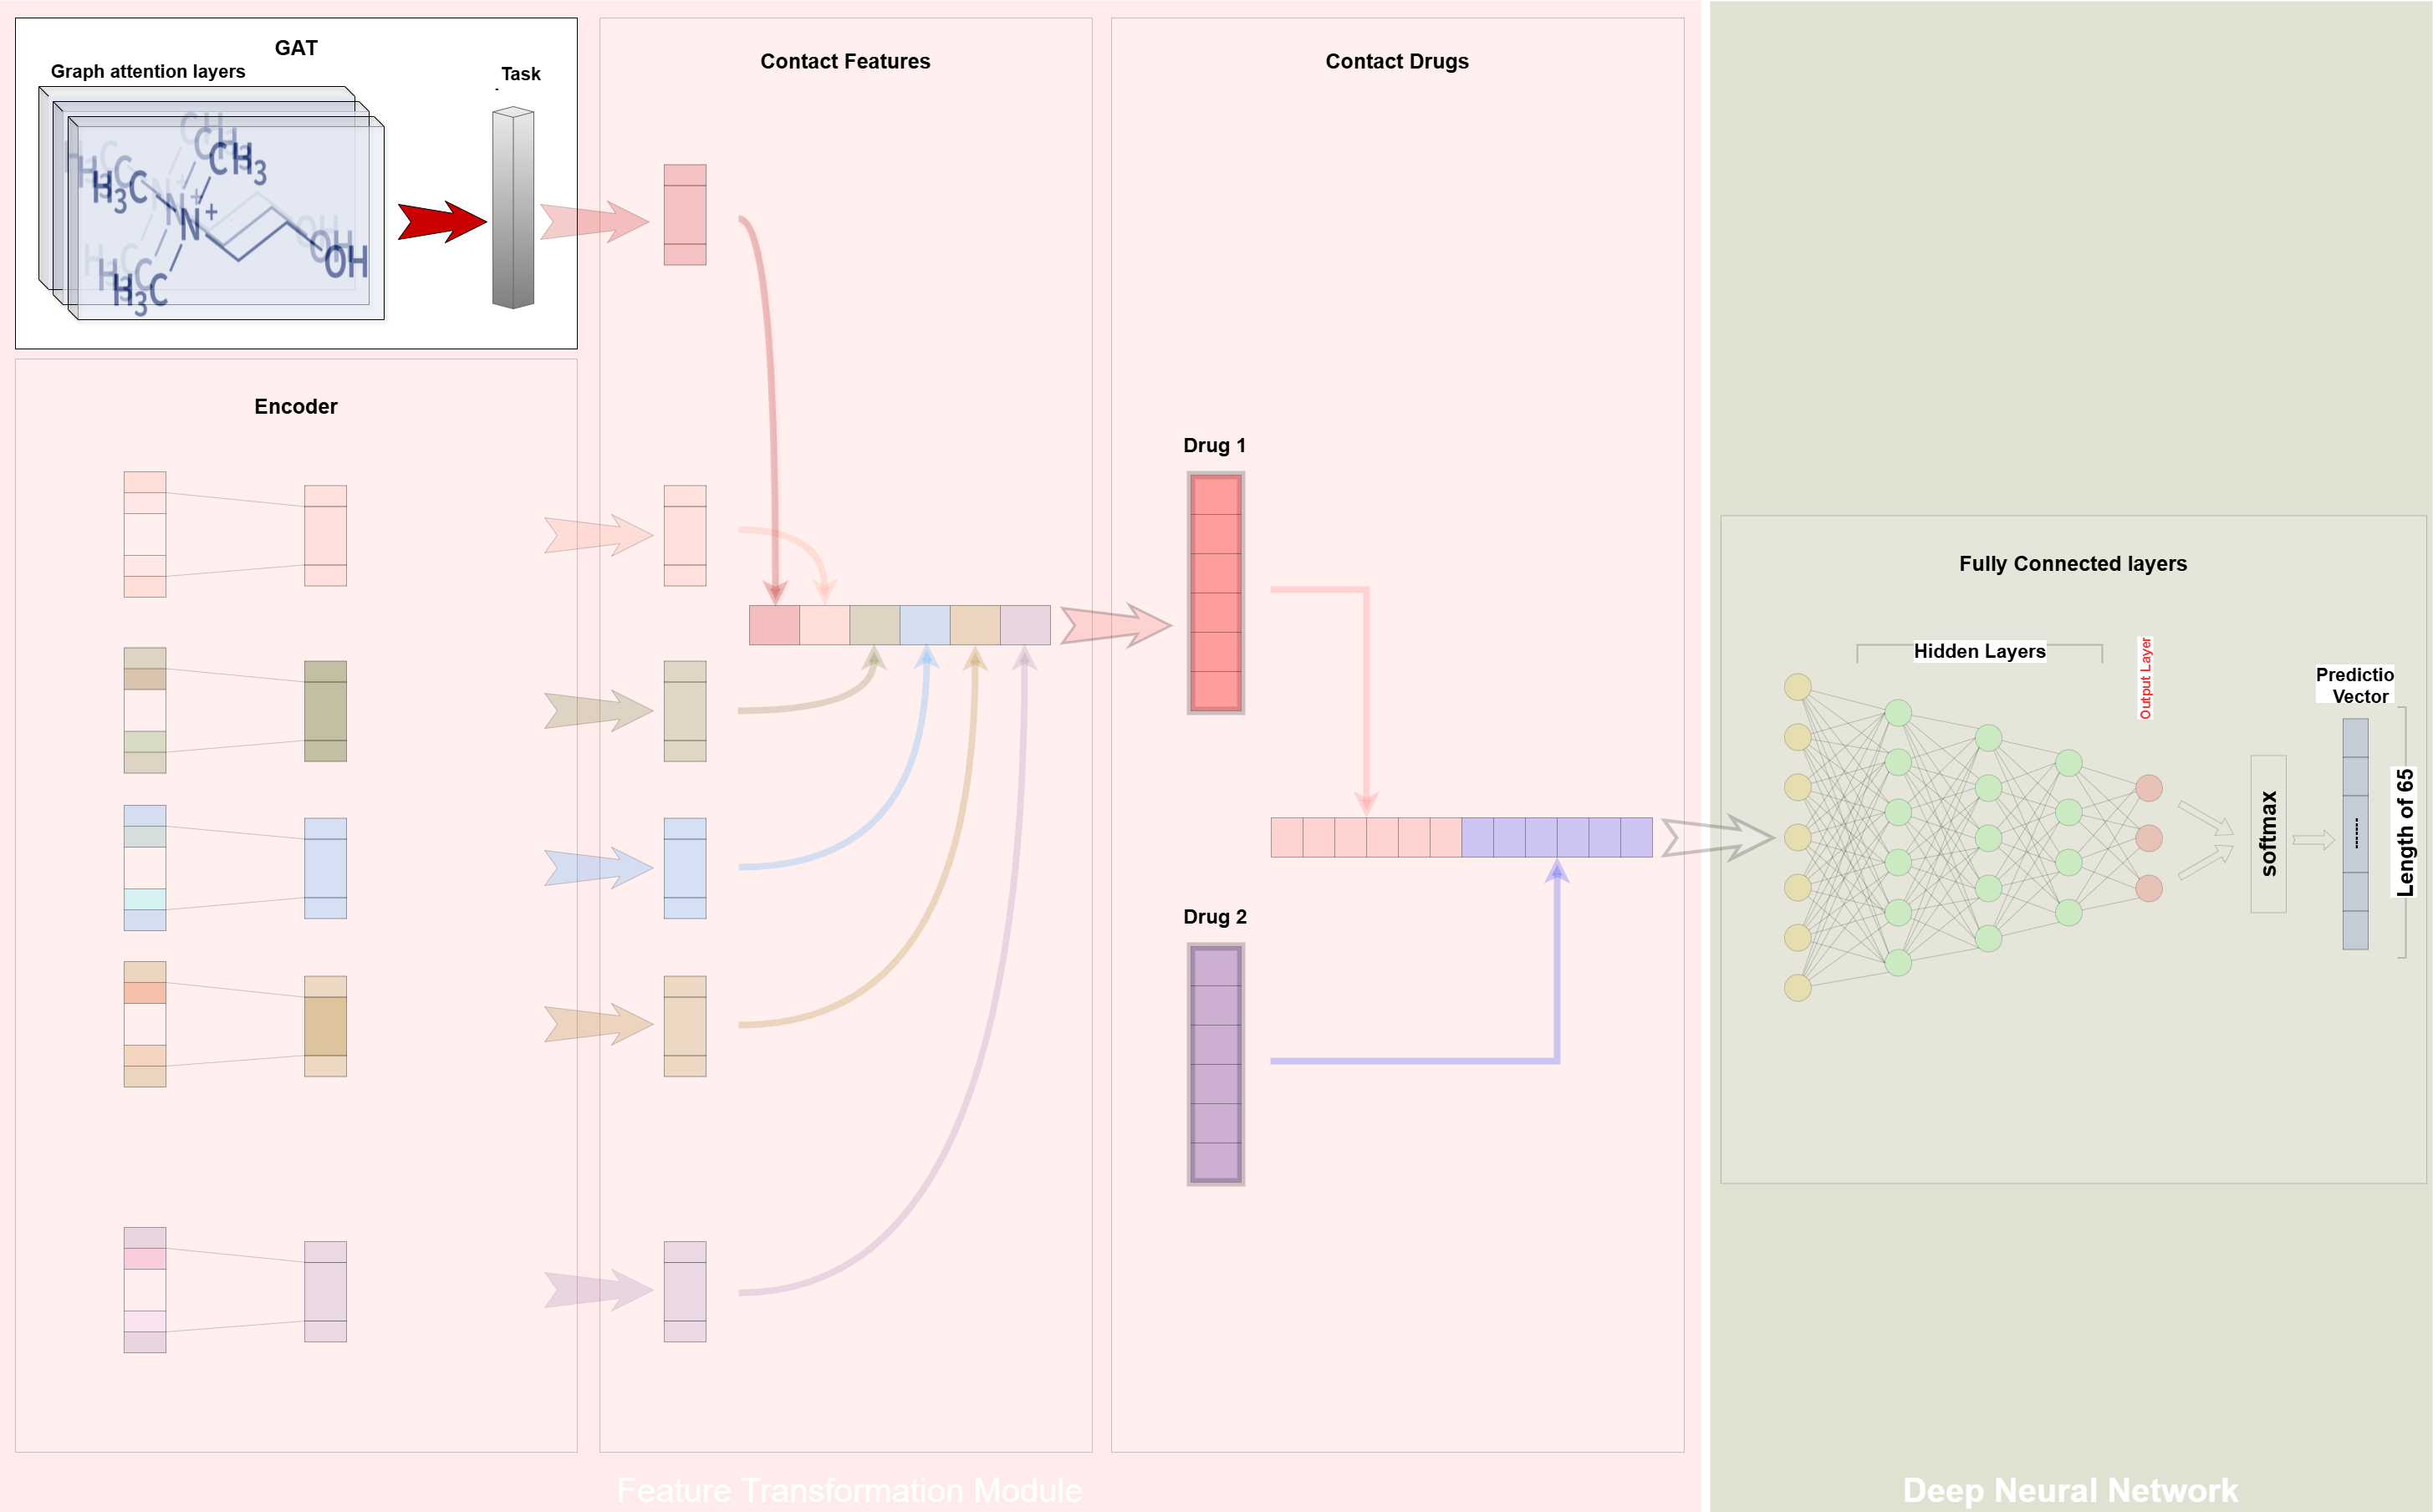 GAT
Graph attention layers
Task
H₃C
CH₃
N⁺
OH
H₃C
Encoder
Contact Features
Contact Drugs
Drug 1
Drug 2
Fully Connected layers
Hidden Layers
Output Layer
softmax
Predictio
Vector
Length of 65
Feature Transformation Module
Deep Neural Network